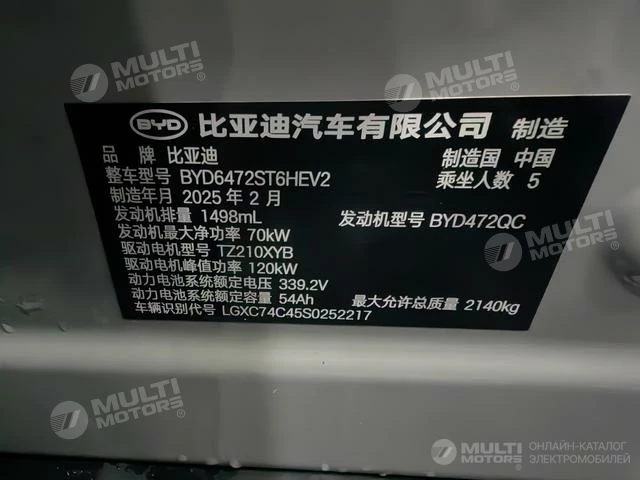 MULTI MOTORS®
MULTI MOTORS®
BYD 比亚迪汽车有限公司 制造
品 牌 比亚迪 制造国 中国
整车型号 BYD6472ST6HEV2 乘坐人数 5
制造年月 2025 年 2 月
发动机排量 1498mL 发动机型号 BYD472QC
发动机最大净功率 70kW
驱动电机型号 TZ210XYB
驱动电机峰值功率 120kW
动力电池系统额定电压 339.2V
动力电池系统额定容量 54Ah 最大允许总质量 2140kg
车辆识别代号 LGXC74C45S0252217
MULTI MOTORS®
MULTI MOTORS®
MULTI MOTORS®
MULTI MOTORS® ОНЛАЙН-КАТАЛОГ ЭЛЕКТРОМОБИЛЕЙ